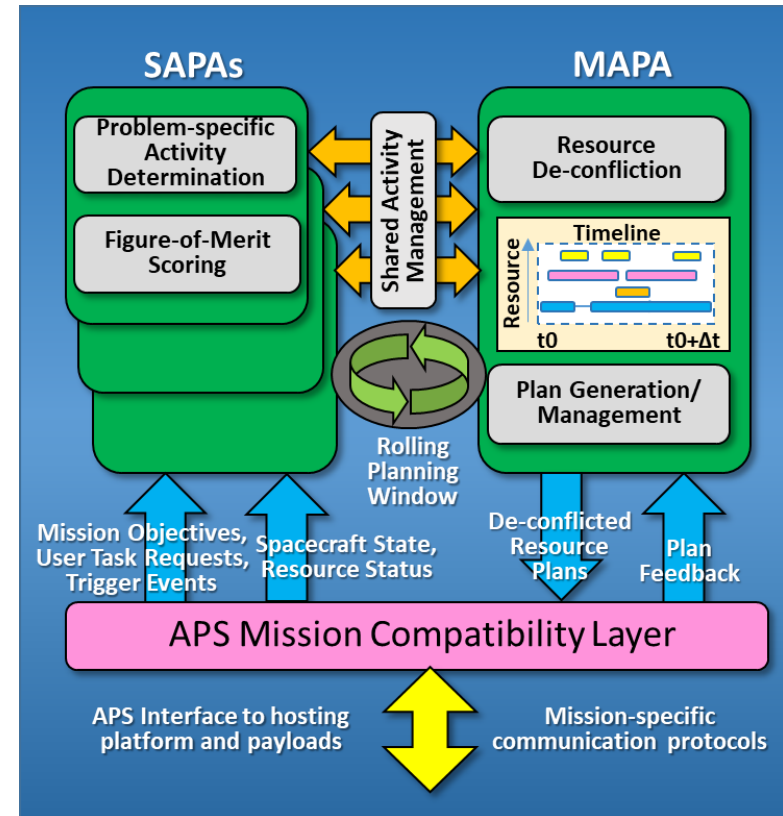 SAPAs
MAPA
Problem-specific
Activity
Determination
Figure-of-Merit
Scoring
Shared Activity
Management
Resource
De-confliction
Timeline
Resource
t0
t0+Δt
Plan Generation/
Management
Rolling
Planning
Window
Mission Objectives,
User Task Requests,
Trigger Events
Spacecraft State,
Resource Status
De-conflicted
Resource
Plans
Plan
Feedback
APS Mission Compatibility Layer
APS Interface to hosting
platform and payloads
Mission-specific
communication protocols